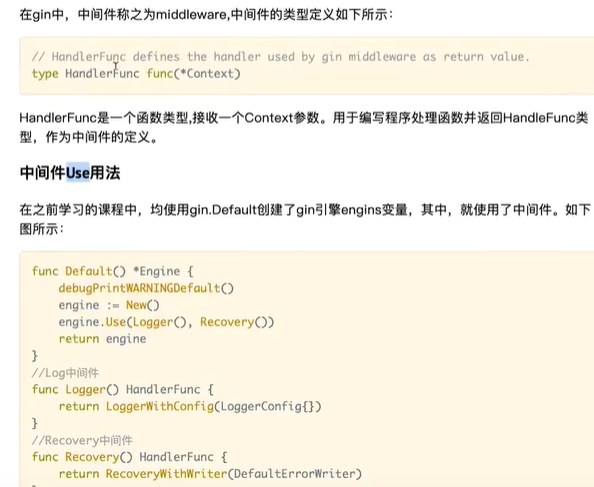 在gin中，中间件称之为middleware,中间件的类型定义如下所示：
// HandlerFunc defines the handler used by gin middleware as return value.
type HandlerFunc func(*Context)
HandlerFunc是一个函数类型,接收一个Context参数。用于编写程序处理函数并返回HandleFunc类
型，作为中间件的定义。
中间件Use用法
在之前学习的课程中，均使用gin.Default创建了gin引擎engins变量，其中，就使用了中间件。如下
图所示：
func Default() *Engine {
    debugPrintWARNINGDefault()
    engine := New()
    engine.Use(Logger(), Recovery())
    return engine
}
//Log中间件
func Logger() HandlerFunc {
    return LoggerWithConfig(LoggerConfig{})
}
//Recovery中间件
func Recovery() HandlerFunc {
    return RecoveryWithWriter(DefaultErrorWriter)